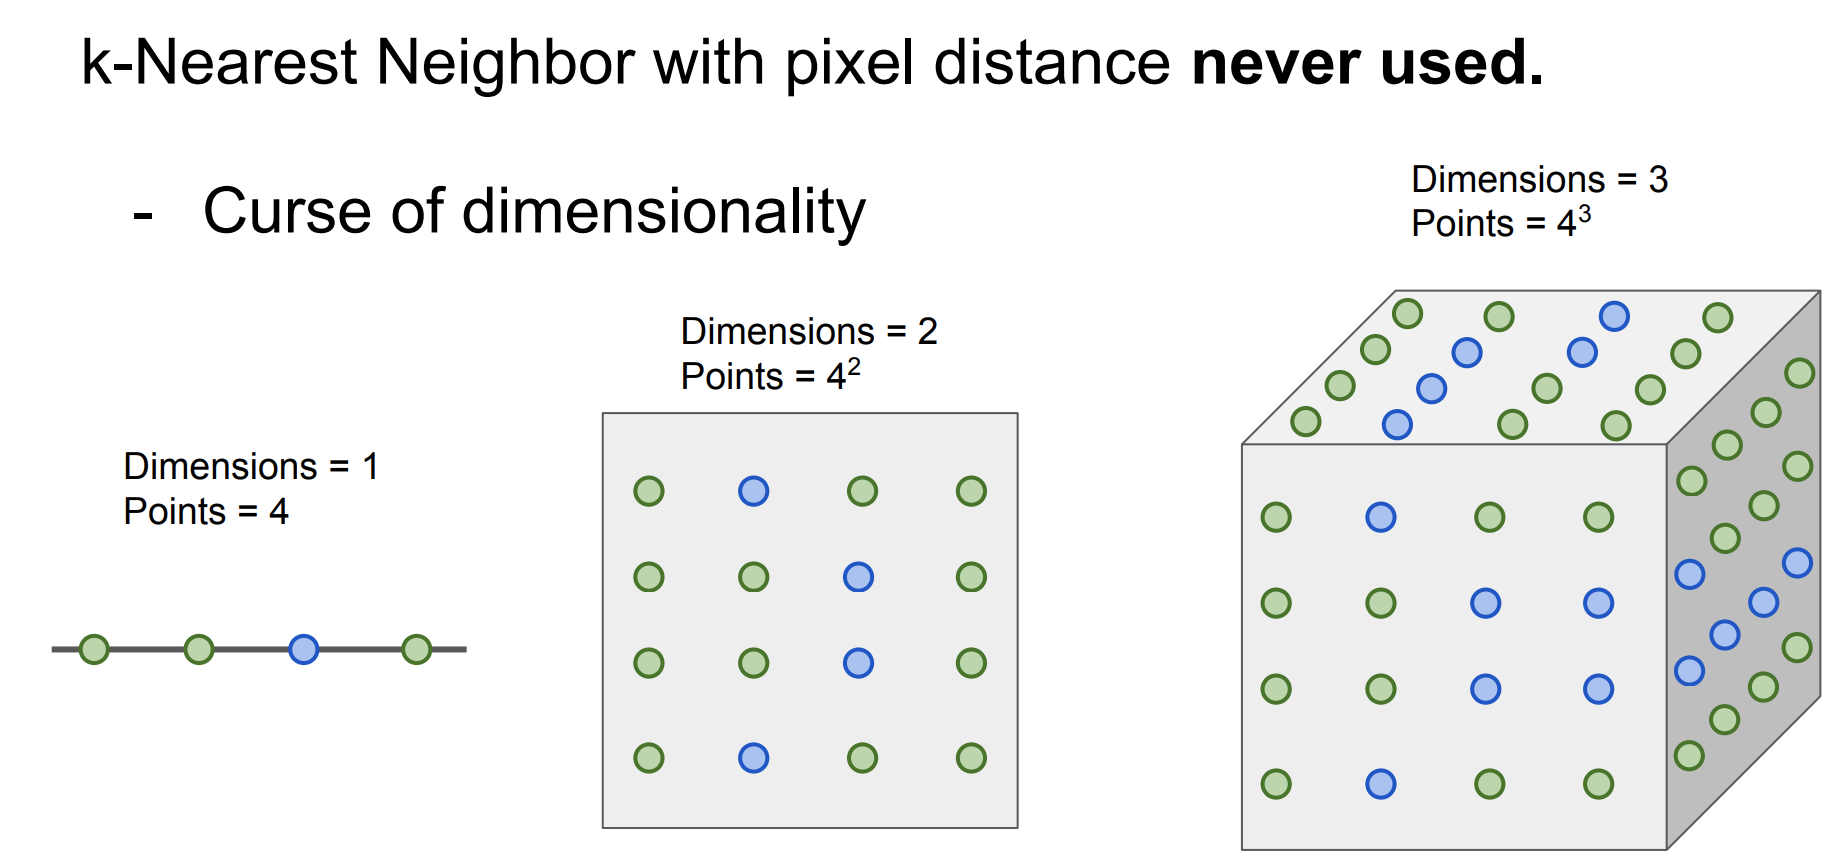 k-Nearest Neighbor with pixel distance never used.
- Curse of dimensionality
Dimensions = 1
Points = 4
Dimensions = 2
Points = 4²
Dimensions = 3
Points = 4³